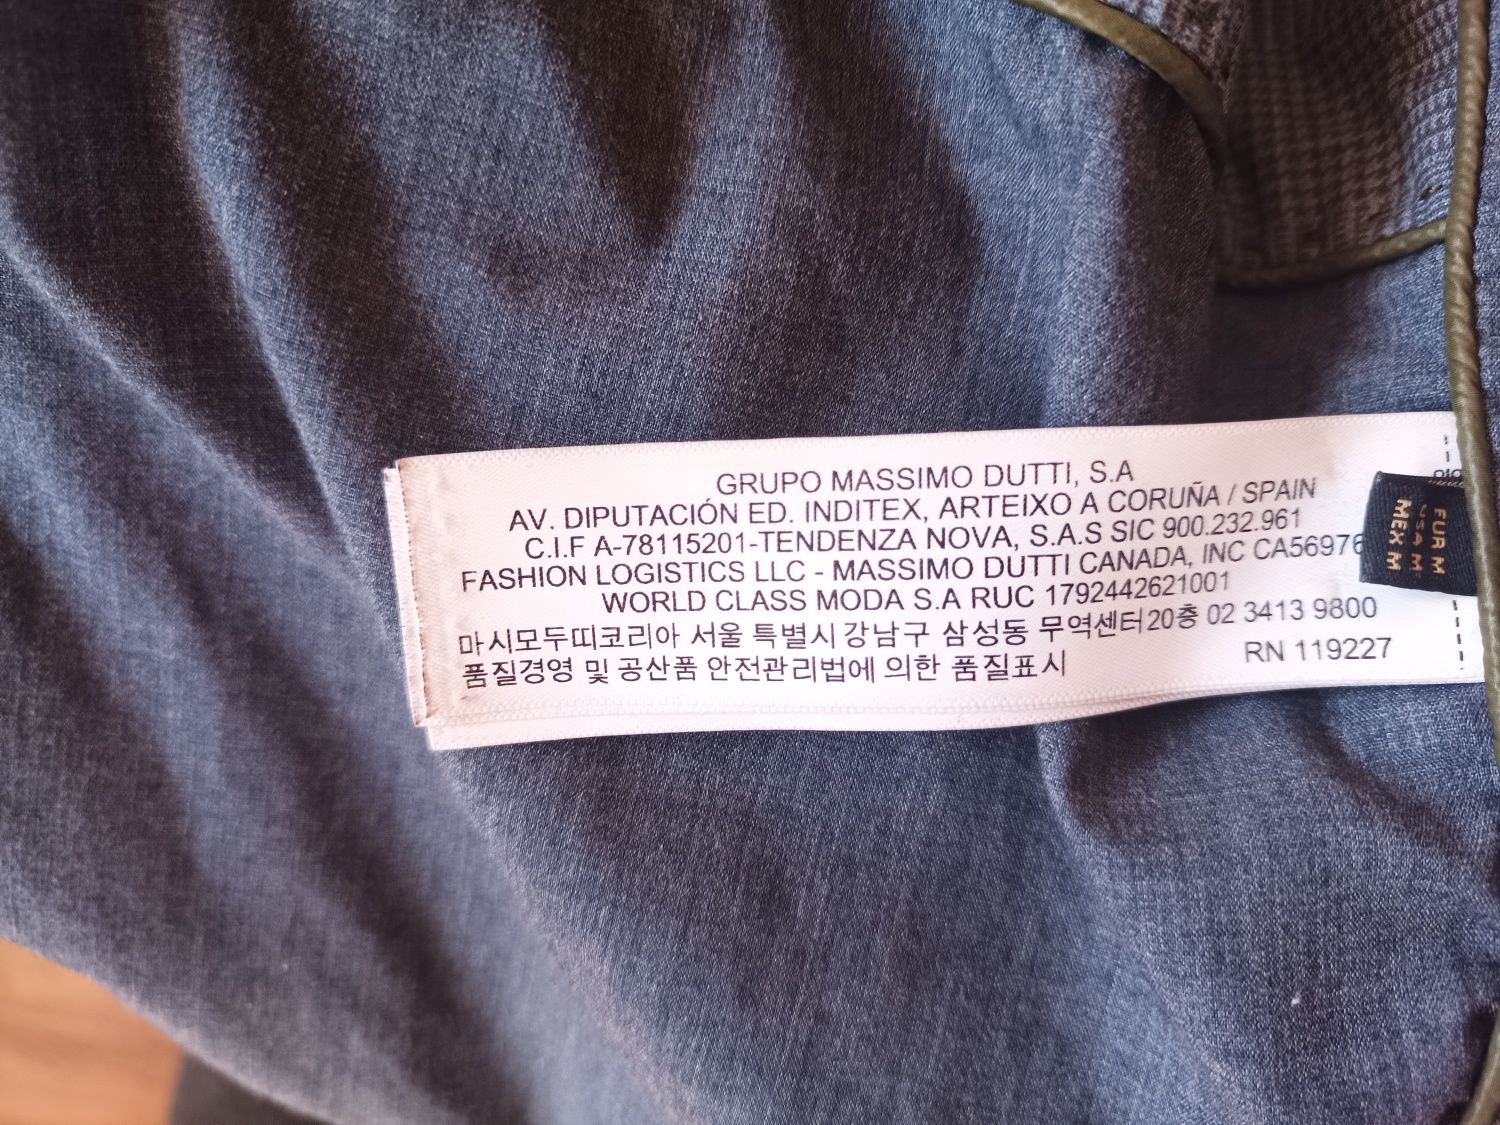 GRUPO MASSIMO DUTTI, S.A
AV. DIPUTACIÓN ED. INDITEX, ARTEIXO A CORUÑA / SPAIN
C.I.F A-78115201-TENDENZA NOVA, S.A.S SIC 900.232.961
FASHION LOGISTICS LLC - MASSIMO DUTTI CANADA, INC CA56976
WORLD CLASS MODA S.A RUC 1792442621001
마시모두띠코리아 서울 특별시 강남구 삼성동 무역센터20층 02 3413 9800
품질경영 및 공산품 안전관리법에 의한 품질표시
RN 119227
EUR M
USA M
MEX M